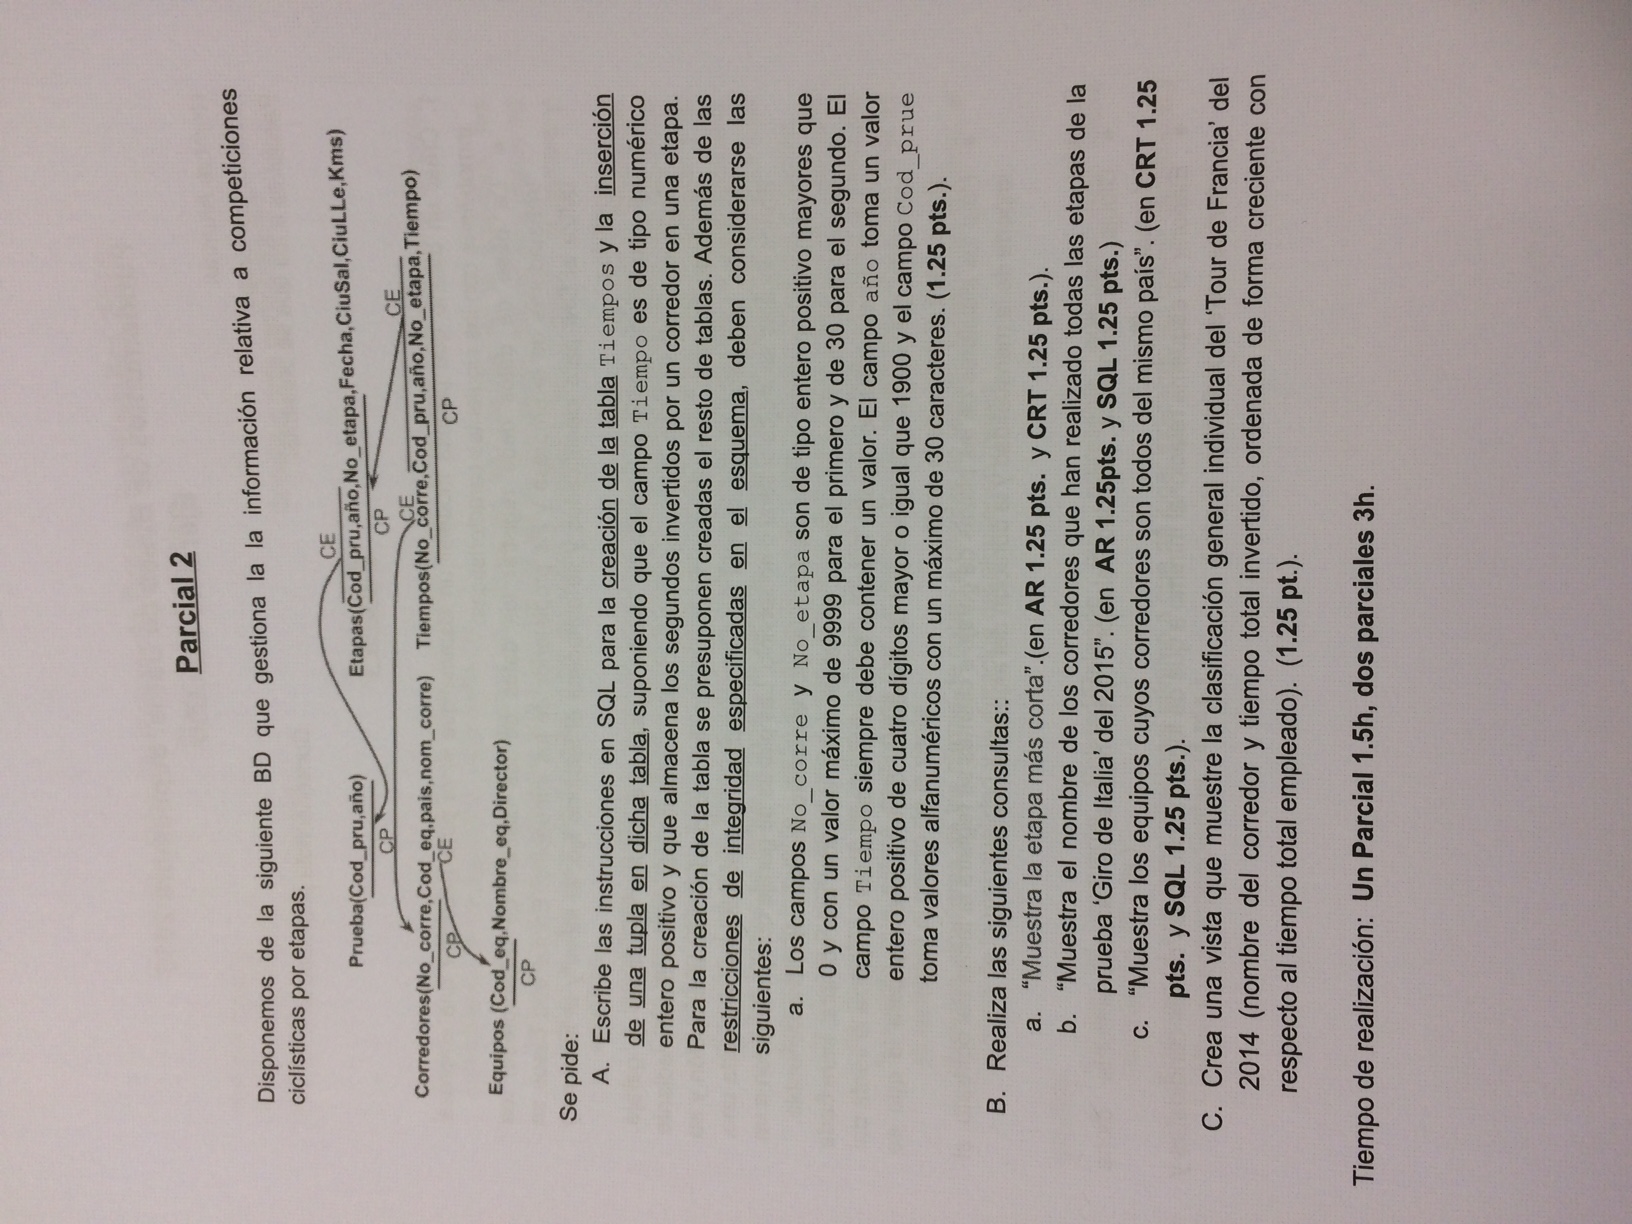 Parcial 2
Disponemos de la siguiente BD que gestiona la la información relativa a competiciones
ciclísticas por etapas.
CE
Prueba(Cod_pru,año)
Etapas(Cod_pru,año,No_etapa,Fecha,CiuSal,CiuLLe,Kms)
CP
CP
CE
CE
Corredores(No_corre,Cod_eq,pais,nom_corre)
Tiempos(No_corre,Cod_pru,año,No_etapa,Tiempo)
CP
CE
CP
Equipos (Cod_eq,Nombre_eq,Director)
CP
Se pide:
A. Escribe las instrucciones en SQL para la creación de la tabla Tiempos y la inserción
de una tupla en dicha tabla, suponiendo que el campo Tiempo es de tipo numérico
entero positivo y que almacena los segundos invertidos por un corredor en una etapa.
Para la creación de la tabla se presuponen creadas el resto de tablas. Además de las
restricciones de integridad especificadas en el esquema, deben considerarse las
siguientes:
a. Los campos No_corre y No_etapa son de tipo entero positivo mayores que
0 y con un valor máximo de 9999 para el primero y de 30 para el segundo. El
campo Tiempo siempre debe contener un valor. El campo año toma un valor
entero positivo de cuatro dígitos mayor o igual que 1900 y el campo Cod_prue
toma valores alfanuméricos con un máximo de 30 caracteres. (1.25 pts.).
B. Realiza las siguientes consultas::
a. “Muestra la etapa más corta”.(en AR 1.25 pts. y CRT 1.25 pts.).
b. “Muestra el nombre de los corredores que han realizado todas las etapas de la
prueba ‘Giro de Italia’ del 2015”. (en AR 1.25pts. y SQL 1.25 pts.)
c. “Muestra los equipos cuyos corredores son todos del mismo país”. (en CRT 1.25
pts. y SQL 1.25 pts.).
C. Crea una vista que muestre la clasificación general individual del ‘Tour de Francia’ del
2014 (nombre del corredor y tiempo total invertido, ordenada de forma creciente con
respecto al tiempo total empleado). (1.25 pt.).
Tiempo de realización: Un Parcial 1.5h, dos parciales 3h.